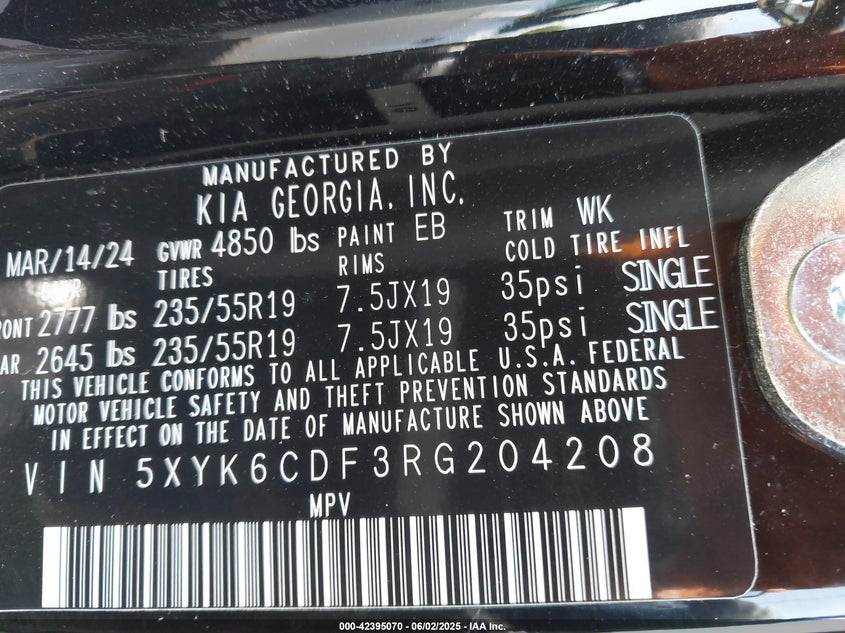 MANUFACTURED BY
KIA GEORGIA, INC.
MAR/14/24 GVWR 4850 lbs PAINT EB TRIM WK
TIRES RIMS COLD TIRE INFL
2777 lbs 235/55R19 7.5JX19 35psi SINGLE
2645 lbs 235/55R19 7.5JX19 35psi SINGLE
THIS VEHICLE CONFORMS TO ALL APPLICABLE U.S.A. FEDERAL
MOTOR VEHICLE SAFETY AND THEFT PREVENTION STANDARDS
IN EFFECT ON THE DATE OF MANUFACTURE SHOWN ABOVE
VIN 5XYK6CDF3RG204208
MPV
000-42395070 - 06/02/2025 - IAA Inc.